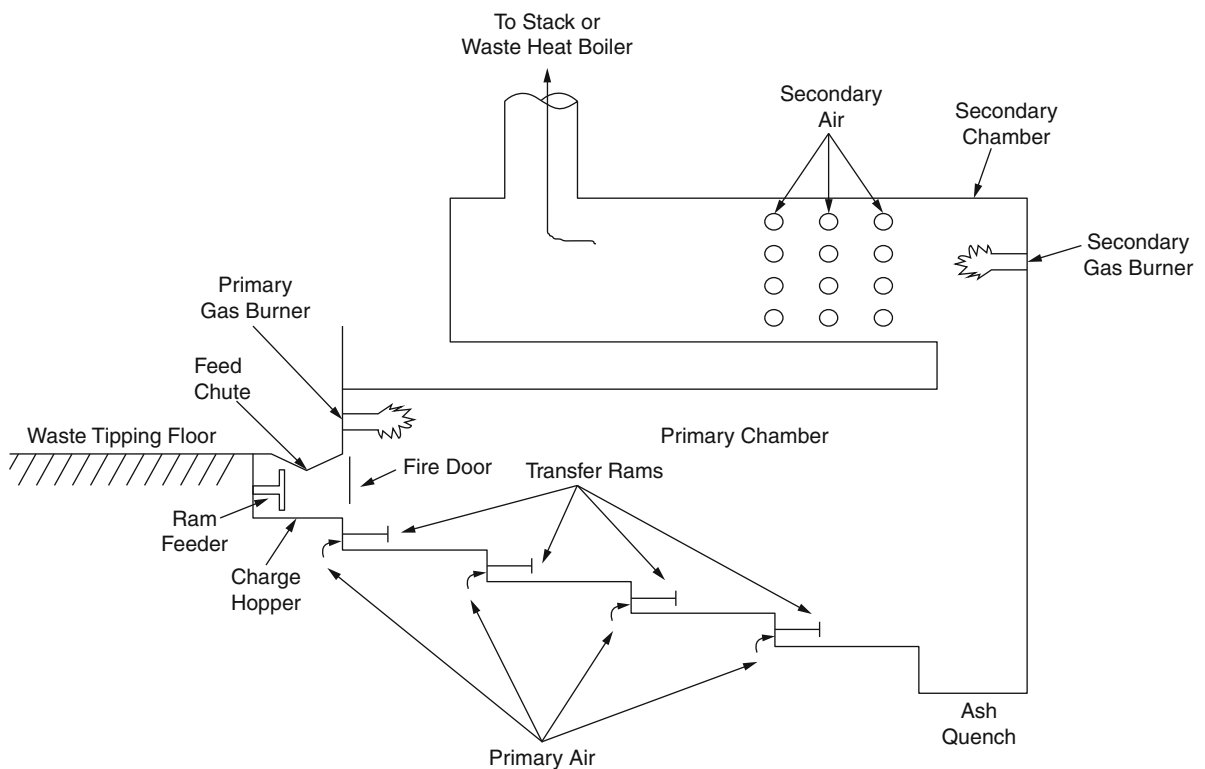 To Stack or
Waste Heat Boiler
Secondary
Air
Secondary
Chamber
Secondary
Gas Burner
Primary
Gas Burner
Feed
Chute
Waste Tipping Floor
Primary Chamber
Fire Door
Transfer Rams
Ram
Feeder
Charge
Hopper
Ash
Quench
Primary Air